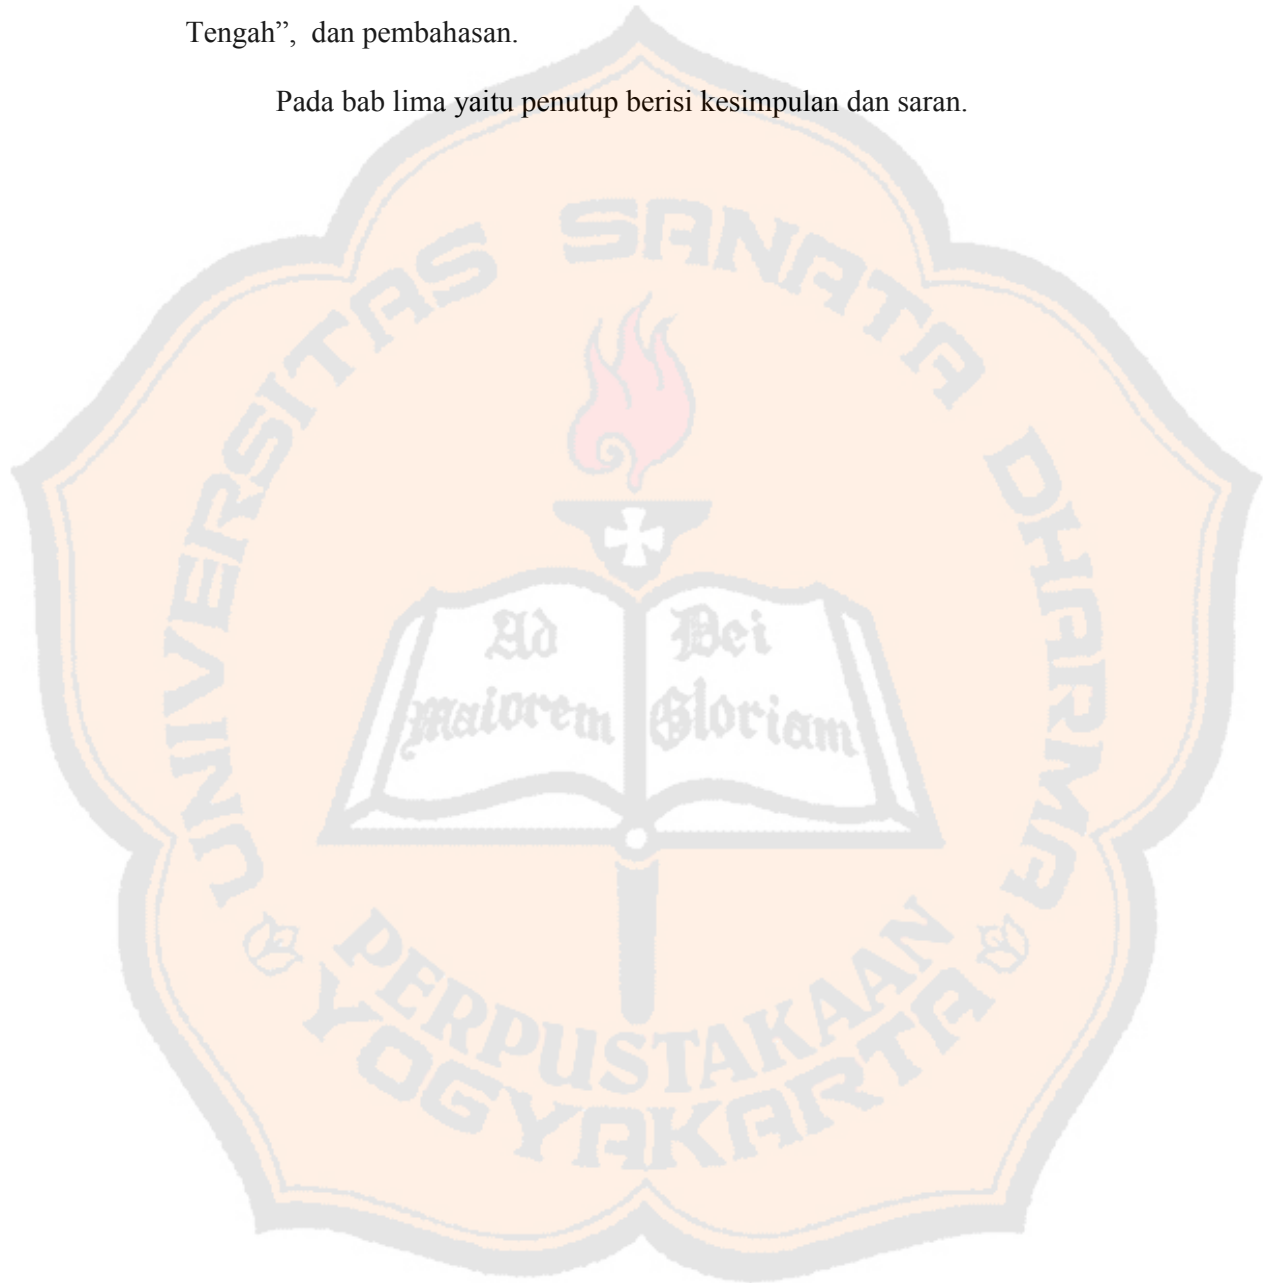 Tengah”,  dan pembahasan.
Pada bab lima yaitu penutup berisi kesimpulan dan saran.
UNIVERSITAS SANATA DHARMA
Ad Dei
maiorem Gloriam
PERPUSTAKAAN
YOGYAKARTA